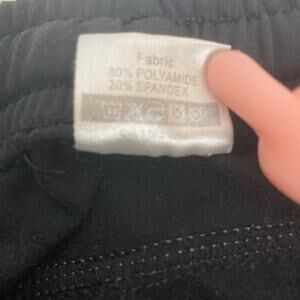 Fabric
80% POLYAMIDE
20% SPANDEX